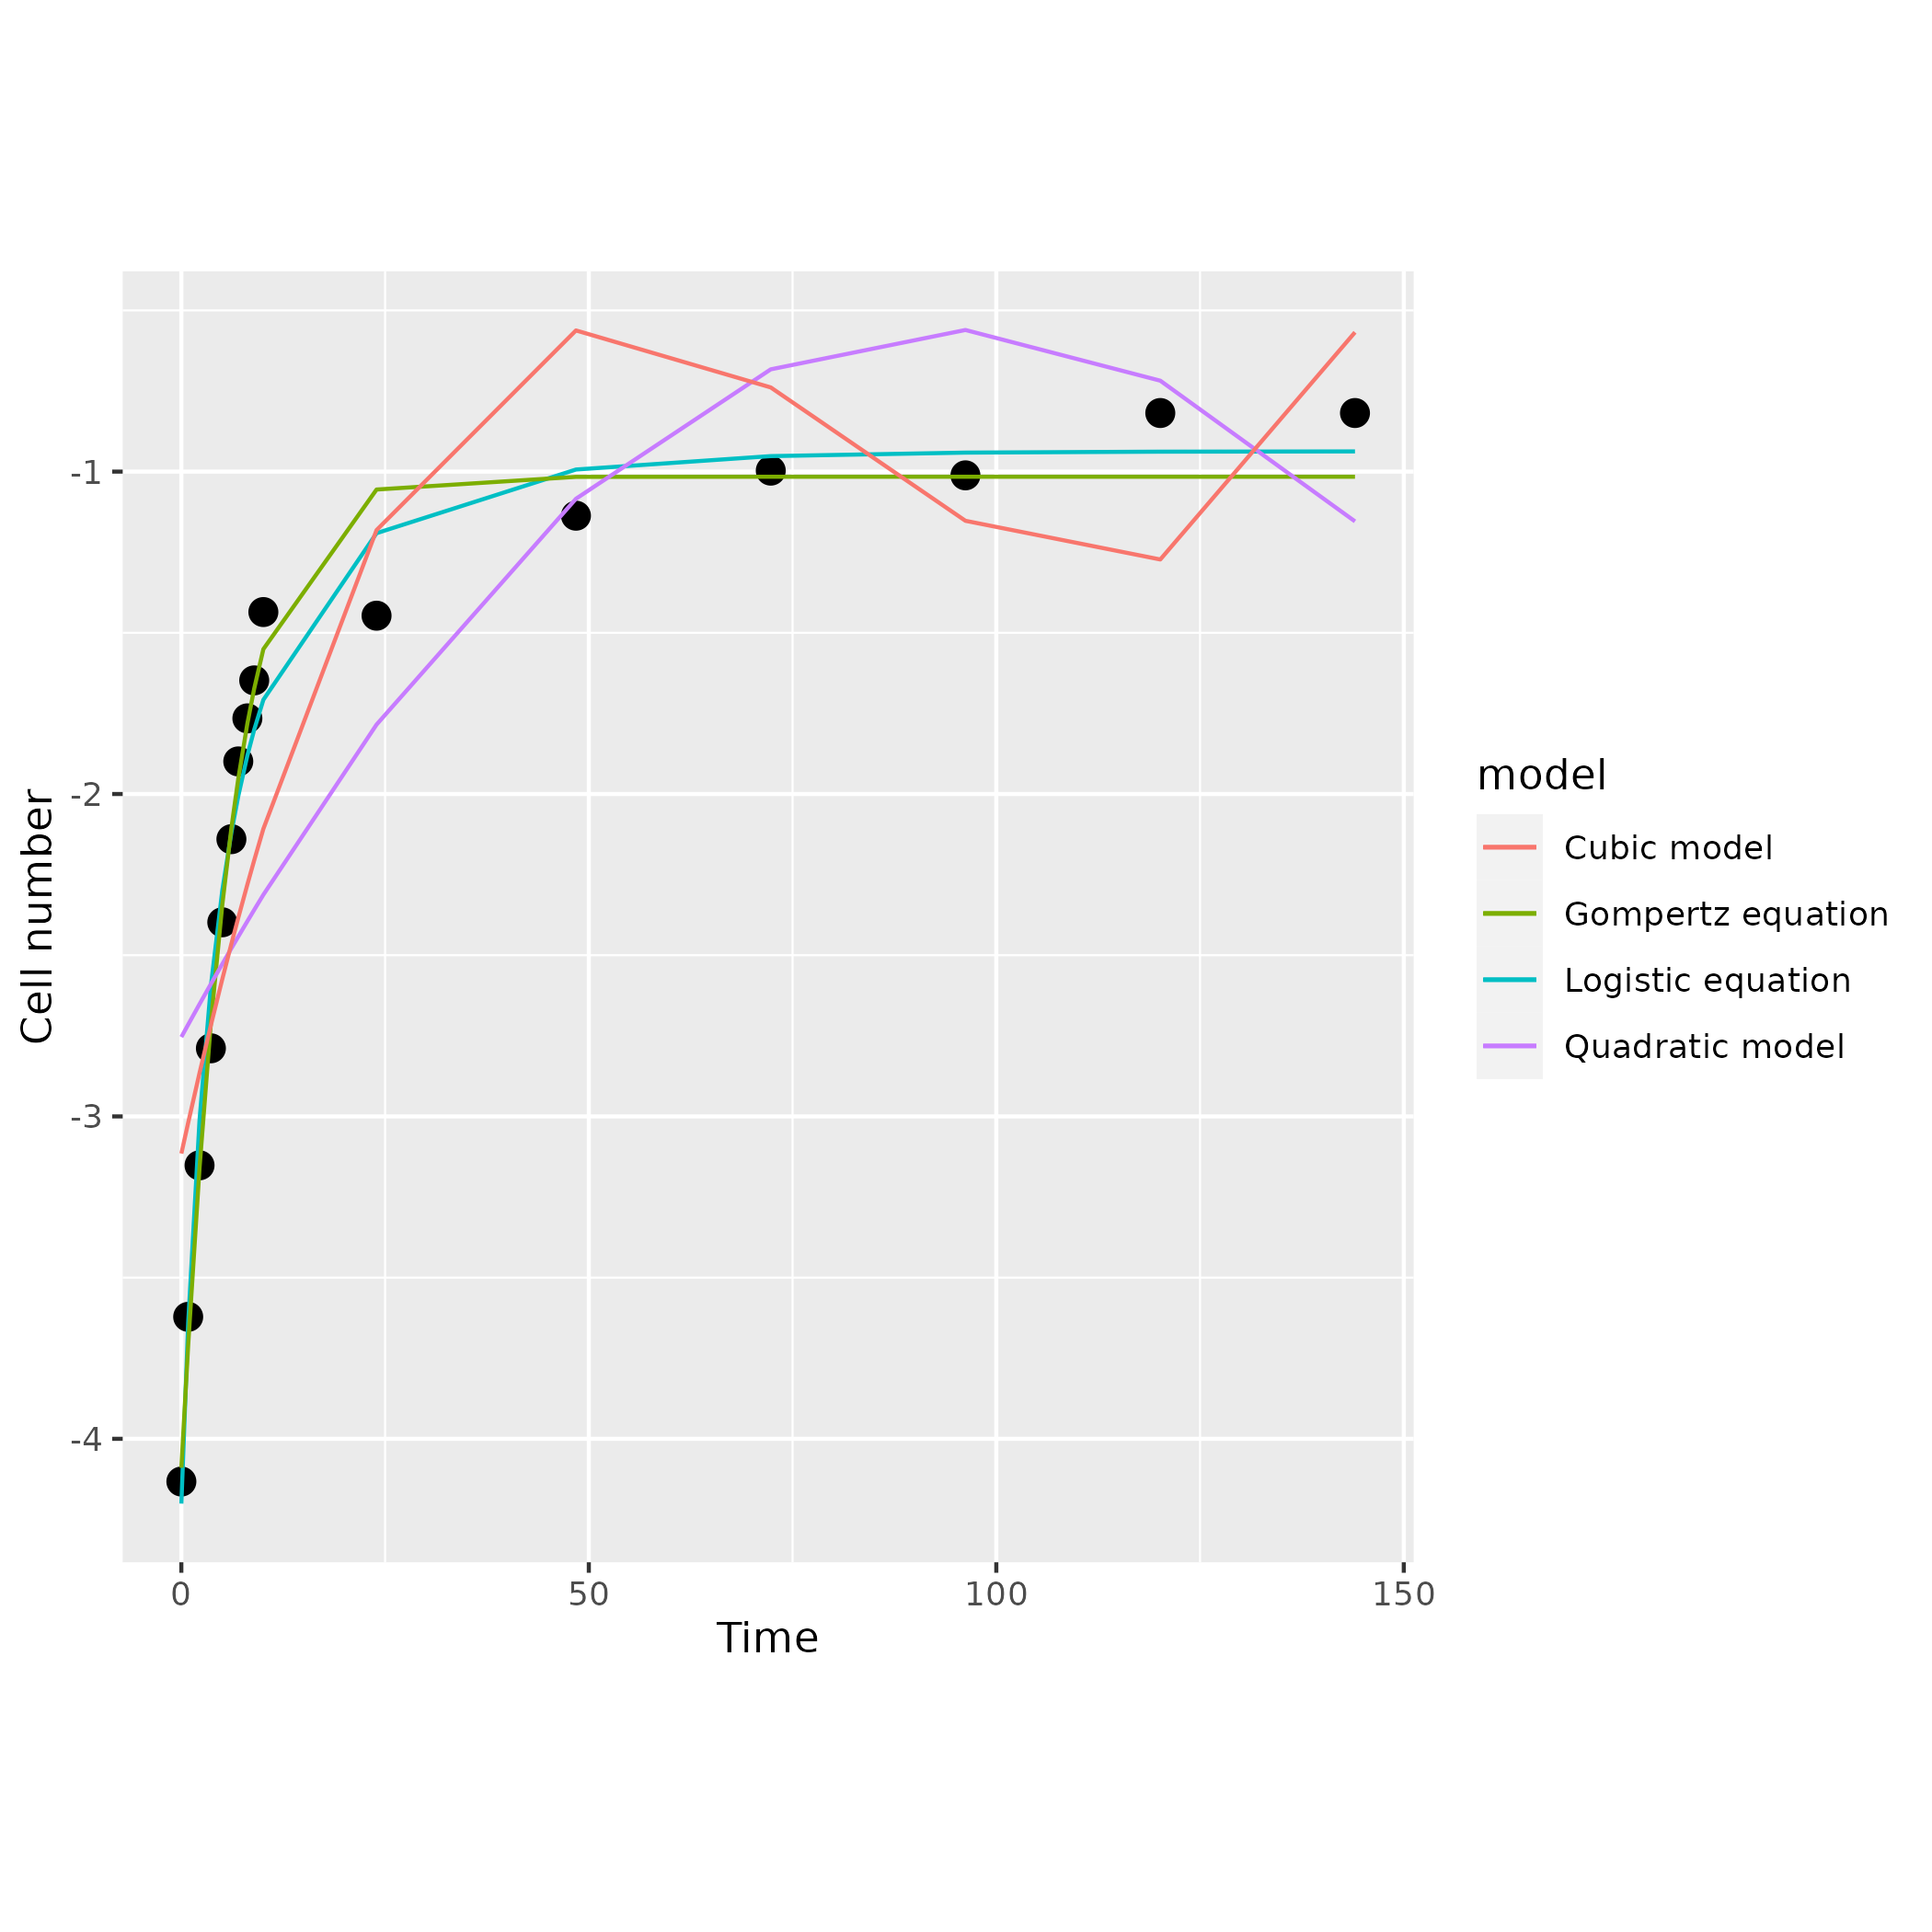 Cell number
-1
-2
-3
-4
0
50
100
150
Time
model
Cubic model
Gompertz equation
Logistic equation
Quadratic model